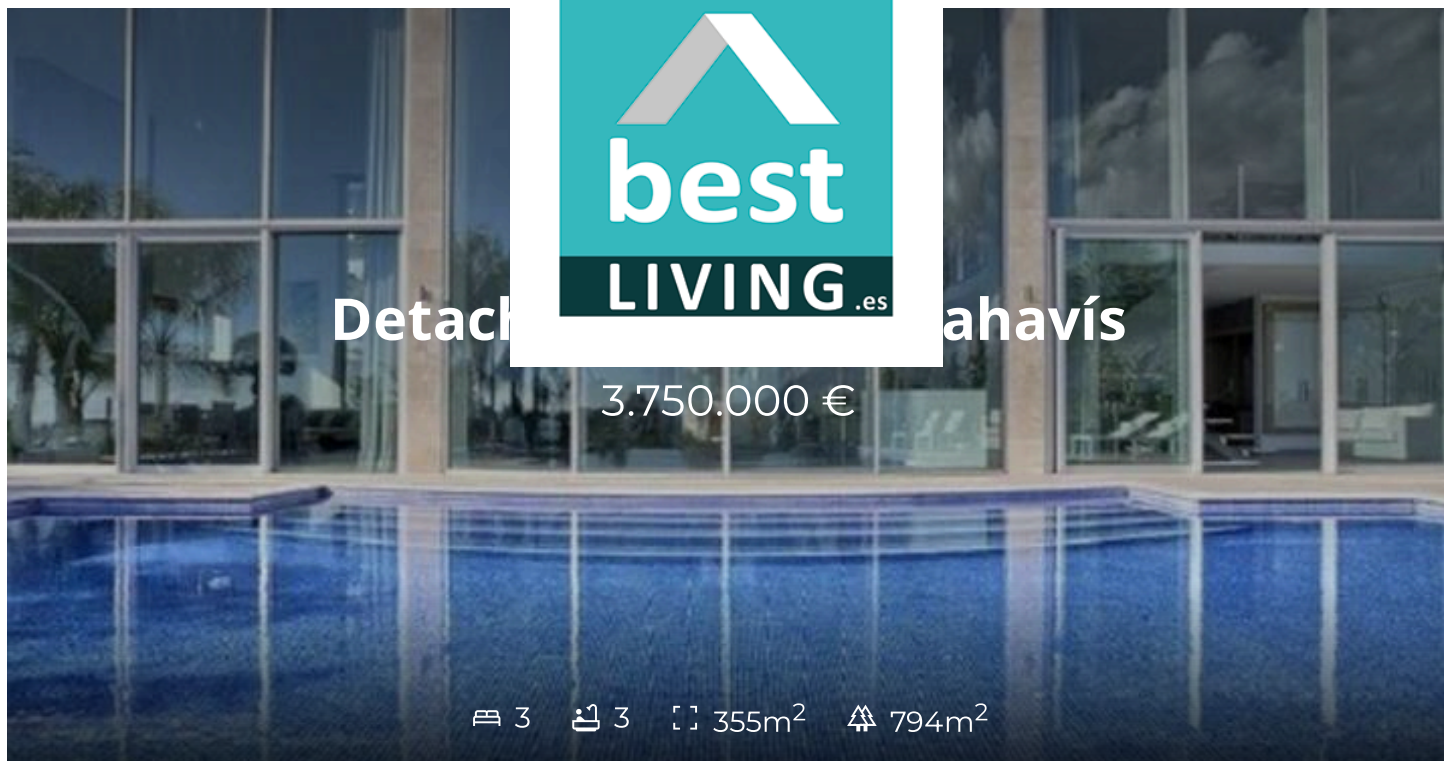 best
LIVING.es
Detach ahavís
3.750.000 €
3 3 355m² 794m²